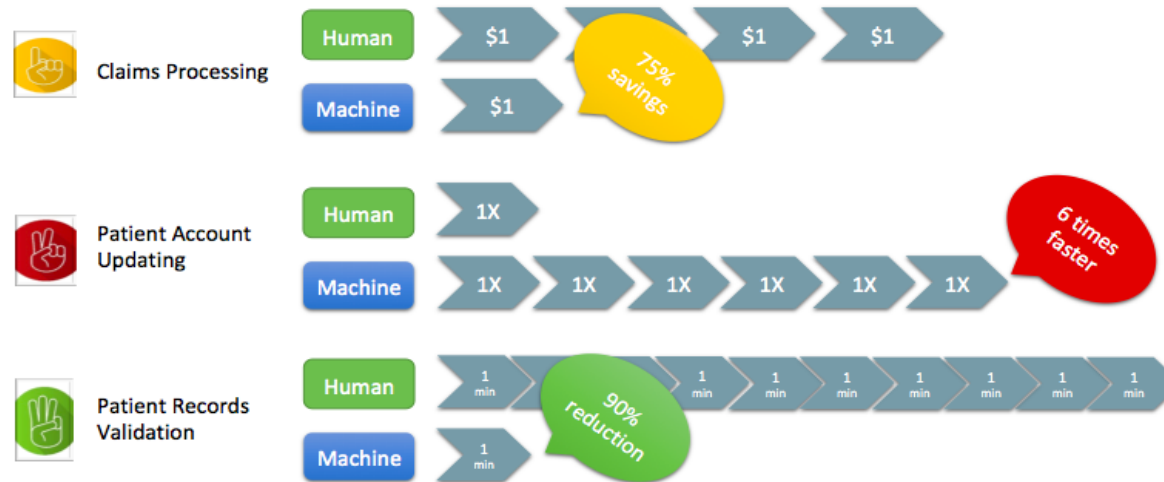 Claims Processing
Human
$1 $1 $1
75%
savings
Machine
$1
Patient Account
Updating
Human
1X
Machine
1X 1X 1X 1X 1X 1X
6 times
faster
Patient Records
Validation
Human
1 1 1 1 1 1 1 1
min min min min min min min min
90%
reduction
Machine
1
min